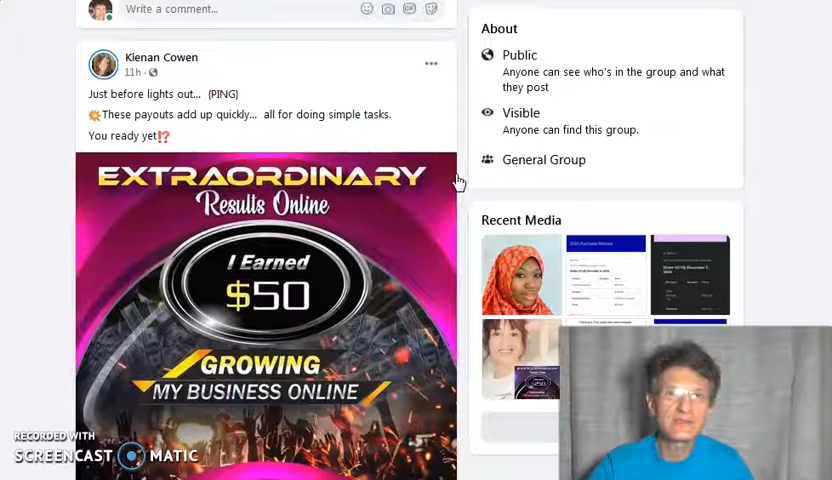 Write a comment...
Kienan Cowen
11h ·
Just before lights out... {PING}
💥These payouts add up quickly... all for doing simple tasks.
You ready yet⁉️
EXTRAORDINARY
Results Online
I Earned
$50
GROWING
MY BUSINESS ONLINE
RECORDED WITH
SCREENCAST MATIC
About
Public
Anyone can see who's in the group and what
they post
Visible
Anyone can find this group.
General Group
Recent Media